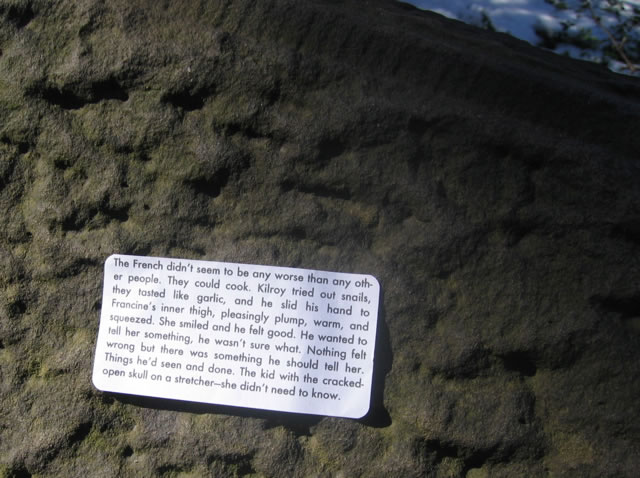 The French didn't seem to be any worse than any oth-
er people. They could cook. Kilroy tried out snails,
they tasted like garlic, and he slid his hand to
Francine's inner thigh, pleasingly plump, warm, and
squeezed. She smiled and he felt good. He wanted to
tell her something, he wasn't sure what. Nothing felt
wrong but there was something he should tell her.
Things he'd seen and done. The kid with the cracked-
open skull on a stretcher—she didn't need to know.